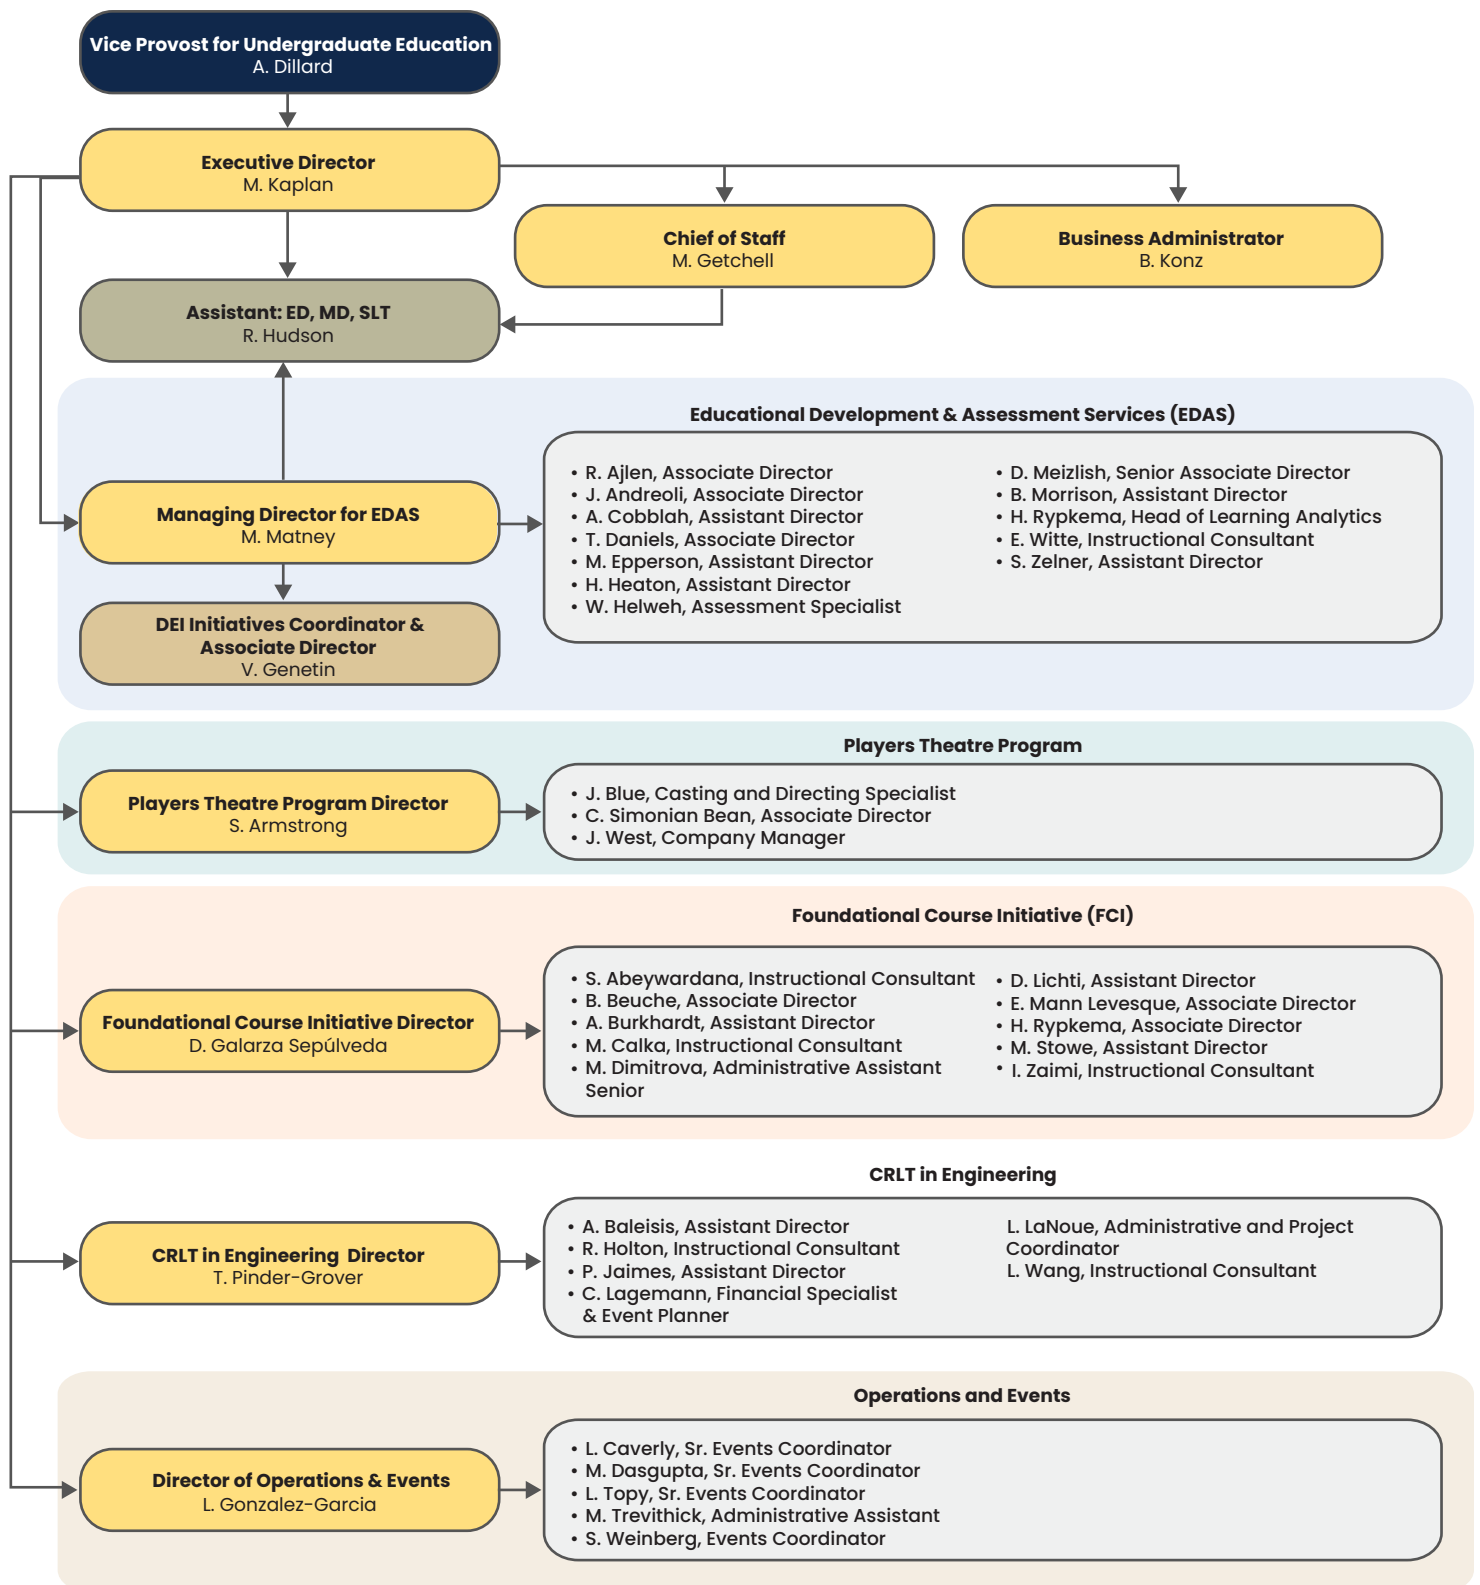 Vice Provost for Undergraduate Education
A. Dillard
Executive Director
M. Kaplan
Chief of Staff
M. Getchell
Business Administrator
B. Konz
Assistant: ED, MD, SLT
R. Hudson
Educational Development & Assessment Services (EDAS)
Managing Director for EDAS
M. Matney
DEI Initiatives Coordinator &
Associate Director
V. Genetin
• R. Ajlen, Associate Director
• J. Andreoli, Associate Director
• A. Cobblah, Assistant Director
• T. Daniels, Associate Director
• M. Epperson, Assistant Director
• H. Heaton, Assistant Director
• W. Helweh, Assessment Specialist
• D. Meizlish, Senior Associate Director
• B. Morrison, Assistant Director
• H. Rypkema, Head of Learning Analytics
• E. Witte, Instructional Consultant
• S. Zelner, Assistant Director
Players Theatre Program
Players Theatre Program Director
S. Armstrong
• J. Blue, Casting and Directing Specialist
• C. Simonian Bean, Associate Director
• J. West, Company Manager
Foundational Course Initiative (FCI)
Foundational Course Initiative Director
D. Galarza Sepúlveda
• S. Abeywardana, Instructional Consultant
• B. Beuche, Associate Director
• A. Burkhardt, Assistant Director
• M. Calka, Instructional Consultant
• M. Dimitrova, Administrative Assistant
Senior
• D. Lichti, Assistant Director
• E. Mann Levesque, Associate Director
• H. Rypkema, Associate Director
• M. Stowe, Assistant Director
• I. Zaimi, Instructional Consultant
CRLT in Engineering
CRLT in Engineering Director
T. Pinder-Grover
• A. Baleisis, Assistant Director
• R. Holton, Instructional Consultant
• P. Jaimes, Assistant Director
• C. Lagemann, Financial Specialist
& Event Planner
L. LaNoue, Administrative and Project
Coordinator
L. Wang, Instructional Consultant
Operations and Events
Director of Operations & Events
L. Gonzalez-Garcia
• L. Caverly, Sr. Events Coordinator
• M. Dasgupta, Sr. Events Coordinator
• L. Topy, Sr. Events Coordinator
• M. Trevithick, Administrative Assistant
• S. Weinberg, Events Coordinator